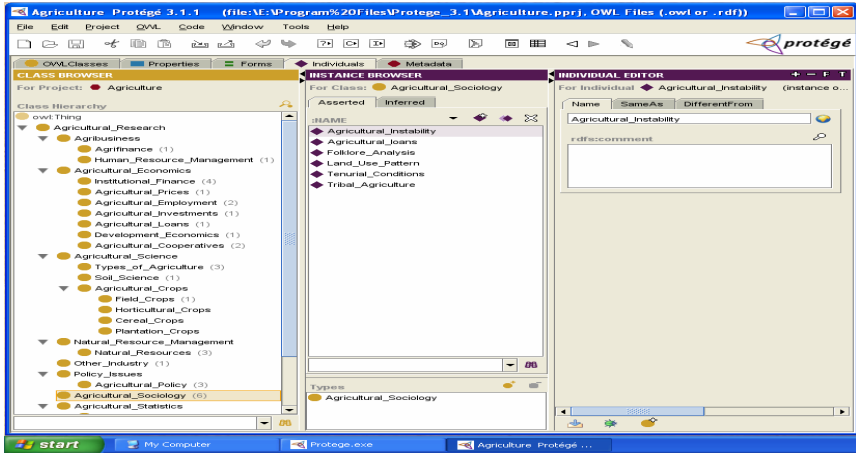 Agriculture Protégé 3.1.1 (file:\E:\Program%20Files\Protege_3.1\Agriculture.pprj, OWL Files (.owl or .rdf))
File Edit Project OWL Code Window Tools Help
protégé
OWLClasses Properties Forms Individuals Metadata
CLASS BROWSER
For Project: Agriculture
Class Hierarchy
owl:Thing
Agricultural_Research
Agribusiness
Agrifinance (1)
Human_Resource_Management (1)
Agricultural_Economics
Institutional_Finance (4)
Agricultural_Prices (1)
Agricultural_Employment (2)
Agricultural_Investments (1)
Agricultural_Loans (1)
Development_Economics (1)
Agricultural_Cooperatives (2)
Agricultural_Science
Types_of_Agriculture (3)
Soil_Science (1)
Agricultural_Crops
Field_Crops (1)
Horticultural_Crops
Cereal_Crops
Plantation_Crops
Natural_Resource_Management
Natural_Resources (3)
Other_Industry (1)
Policy_Issues
Agricultural_Policy (3)
Agricultural_Sociology (6)
Agricultural_Statistics
INSTANCE BROWSER
For Class: Agricultural_Sociology
Asserted Inferred
:NAME
Agricultural_Instability
Agricultural_loans
Folklore_Analysis
Land_Use_Pattern
Tenurial_Conditions
Tribal_Agriculture
Types
Agricultural_Sociology
INDIVIDUAL EDITOR + − F T
For Individual Agricultural_Instability (instance o...
Name SameAs DifferentFrom
Agricultural_Instability
rdfs:comment
start My Computer Protege.exe Agriculture Protégé ...